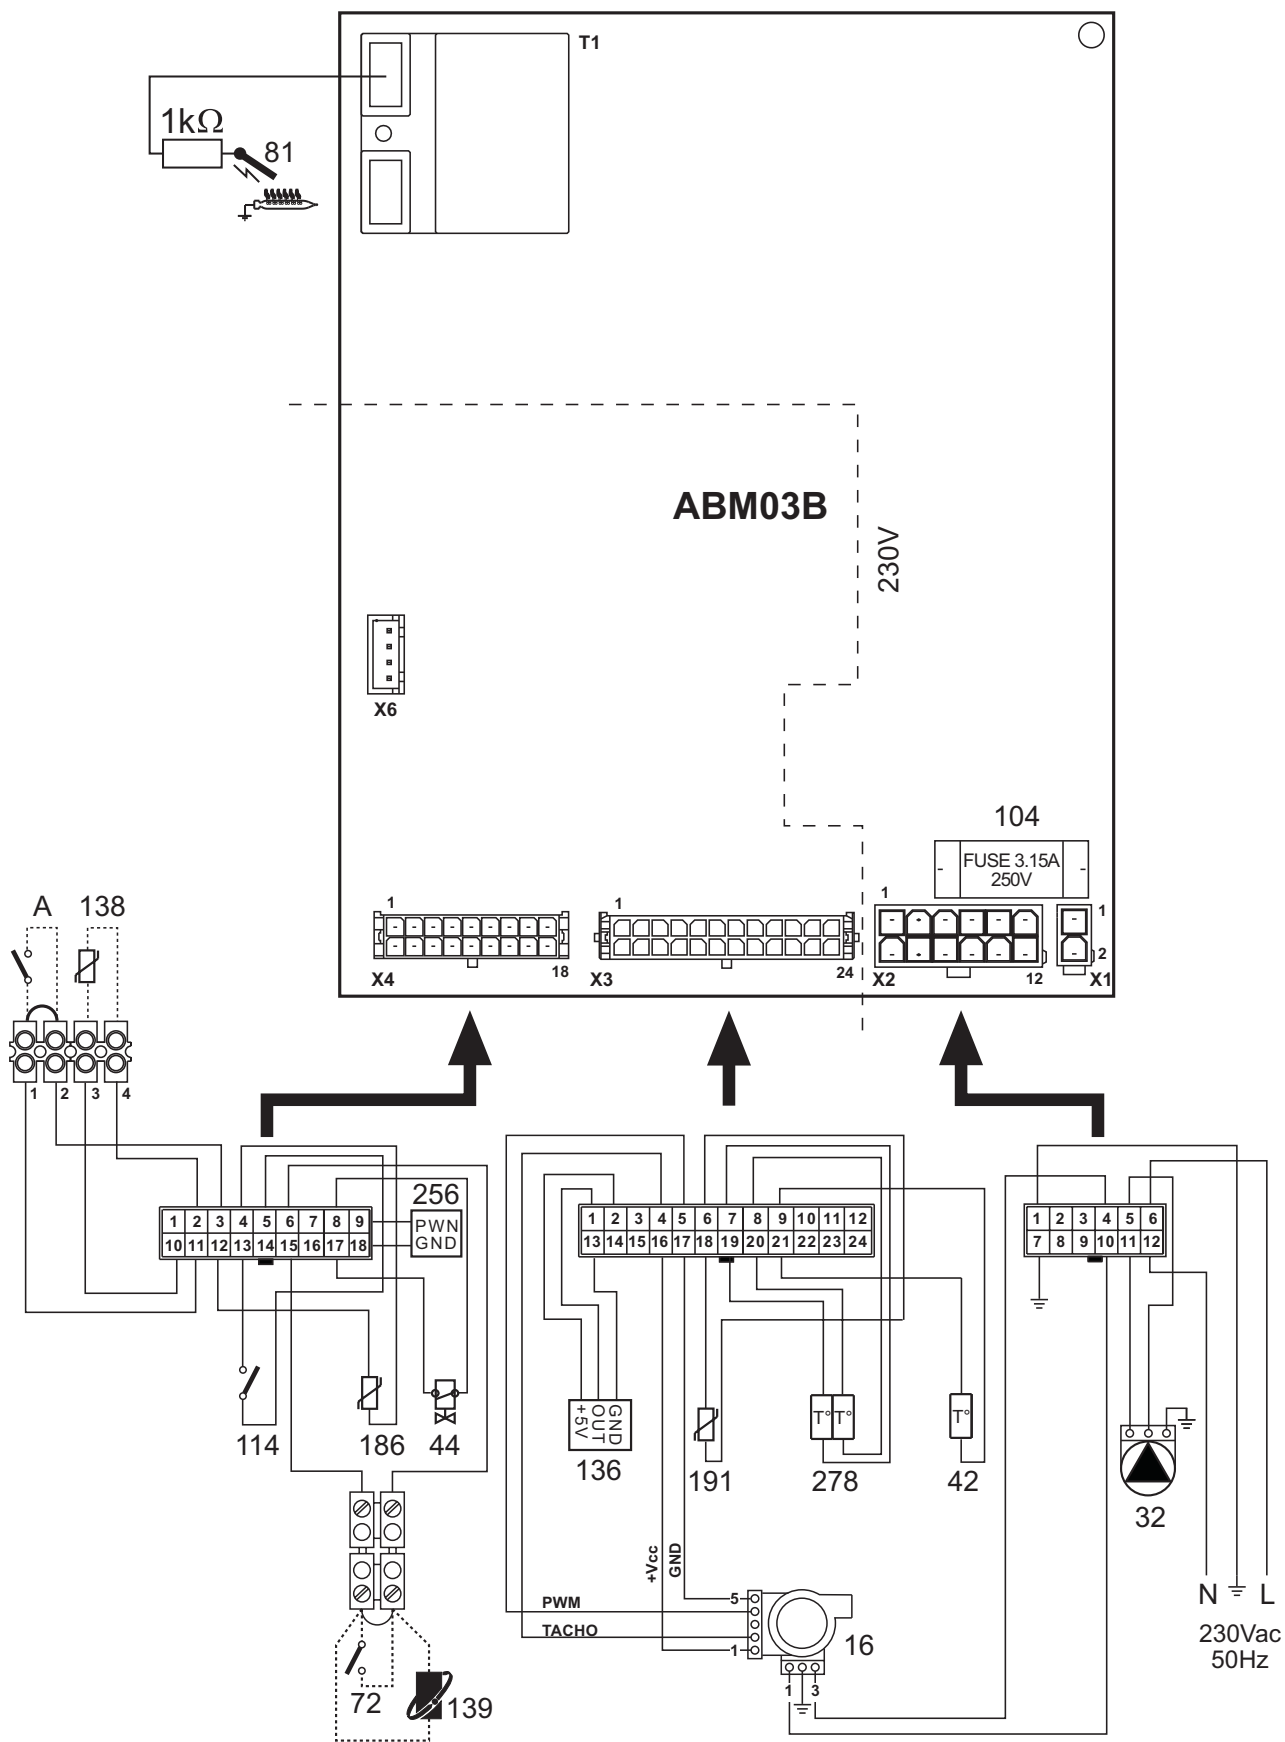 T1
1kΩ
81
ABM03B
230V
X6
104
FUSE 3.15A
250V
1
18
X4
1
24
X3
1
12
X2
1
2
X1
A 138
1 2 3 4
256
PWN
GND
1 2 3 4 5 6 7 8 9
10 11 12 13 14 15 16 17 18
1 2 3 4 5 6 7 8 9 10 11 12
13 14 15 16 17 18 19 20 21 22 23 24
1 2 3 4 5 6
7 8 9 10 11 12
114
186
44
+5V
OUT
GND
136
191
T° T°
278
T°
42
32
+Vcc
GND
PWM
TACHO
5
1
16
1 3
N L
230Vac
50Hz
72
139